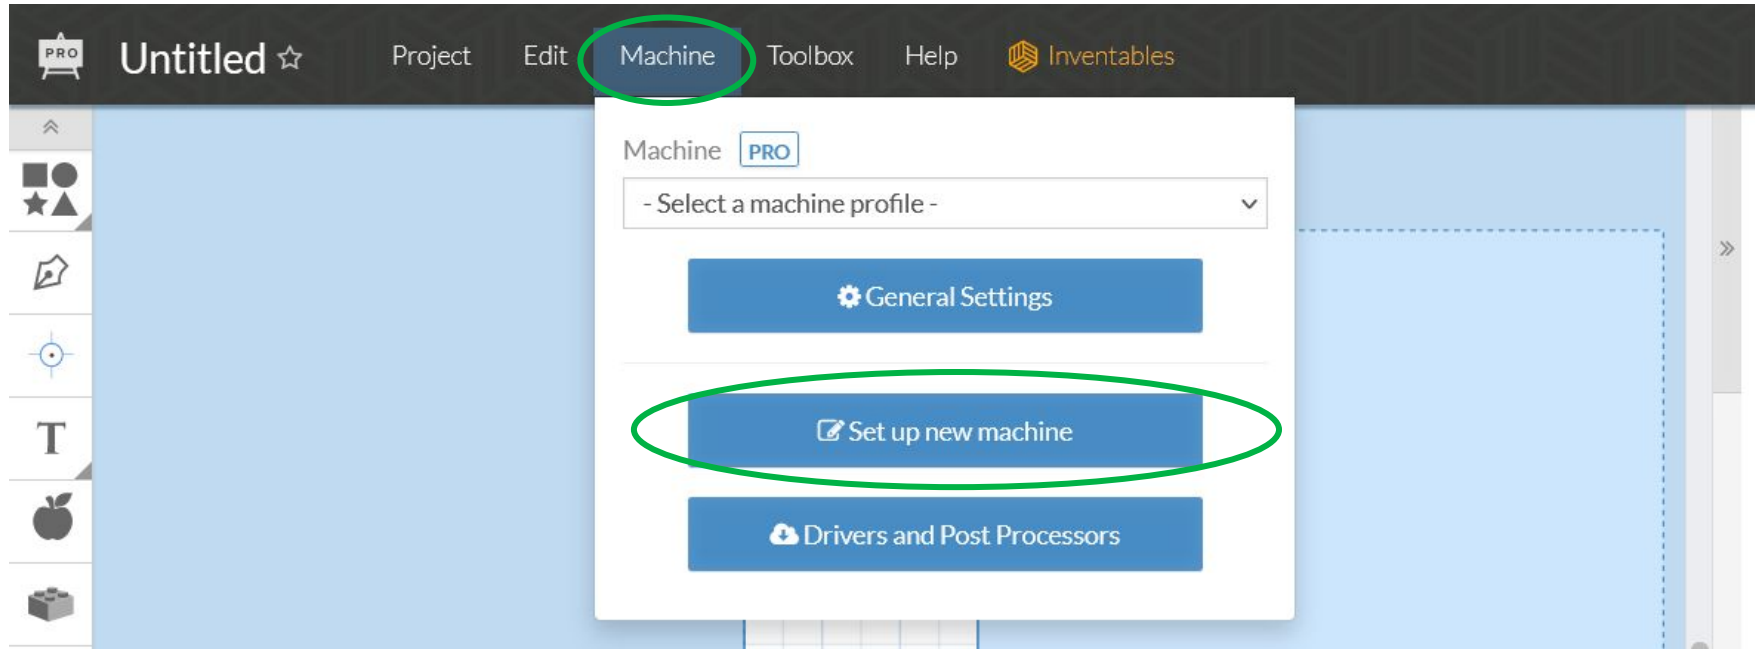 PRO
Untitled
Project Edit Machine Toolbox Help Inventables
Machine PRO
- Select a machine profile -
General Settings
Set up new machine
Drivers and Post Processors
T